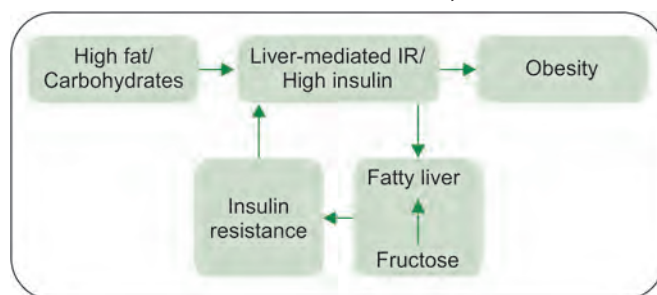 High fat/
Carbohydrates
Liver-mediated IR/
High insulin
Obesity
Insulin
resistance
Fatty liver
Fructose